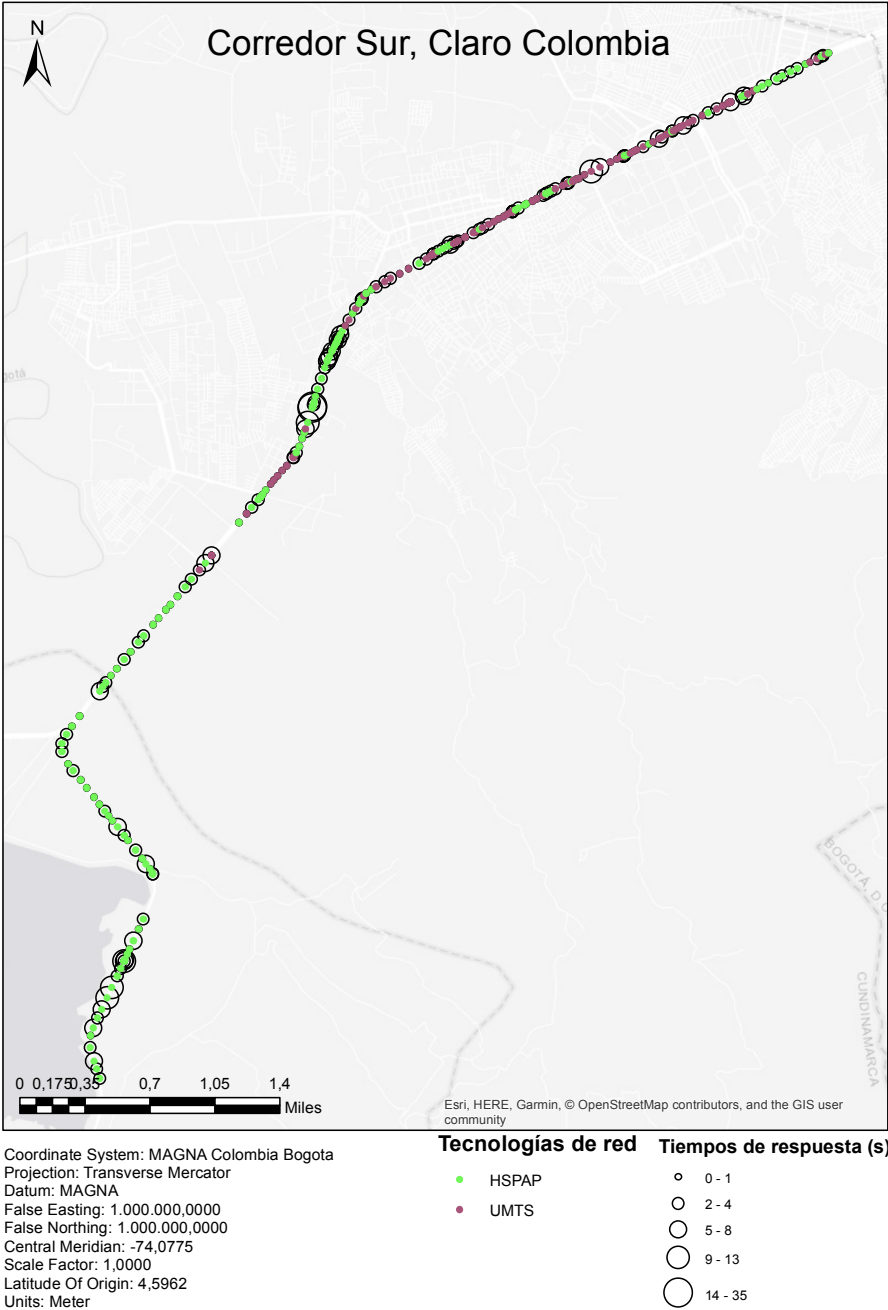 N
Corredor Sur, Claro Colombia
gotá
BOGOTÁ, D.C
CUNDINAMARCA
0 0,175 0,35 0,7 1,05 1,4
Miles
Esri, HERE, Garmin, © OpenStreetMap contributors, and the GIS user
community
Coordinate System: MAGNA Colombia Bogota
Projection: Transverse Mercator
Datum: MAGNA
False Easting: 1.000.000,0000
False Northing: 1.000.000,0000
Central Meridian: -74,0775
Scale Factor: 1,0000
Latitude Of Origin: 4,5962
Units: Meter
Tecnologías de red
HSPAP
UMTS
Tiempos de respuesta (s)
0 - 1
2 - 4
5 - 8
9 - 13
14 - 35